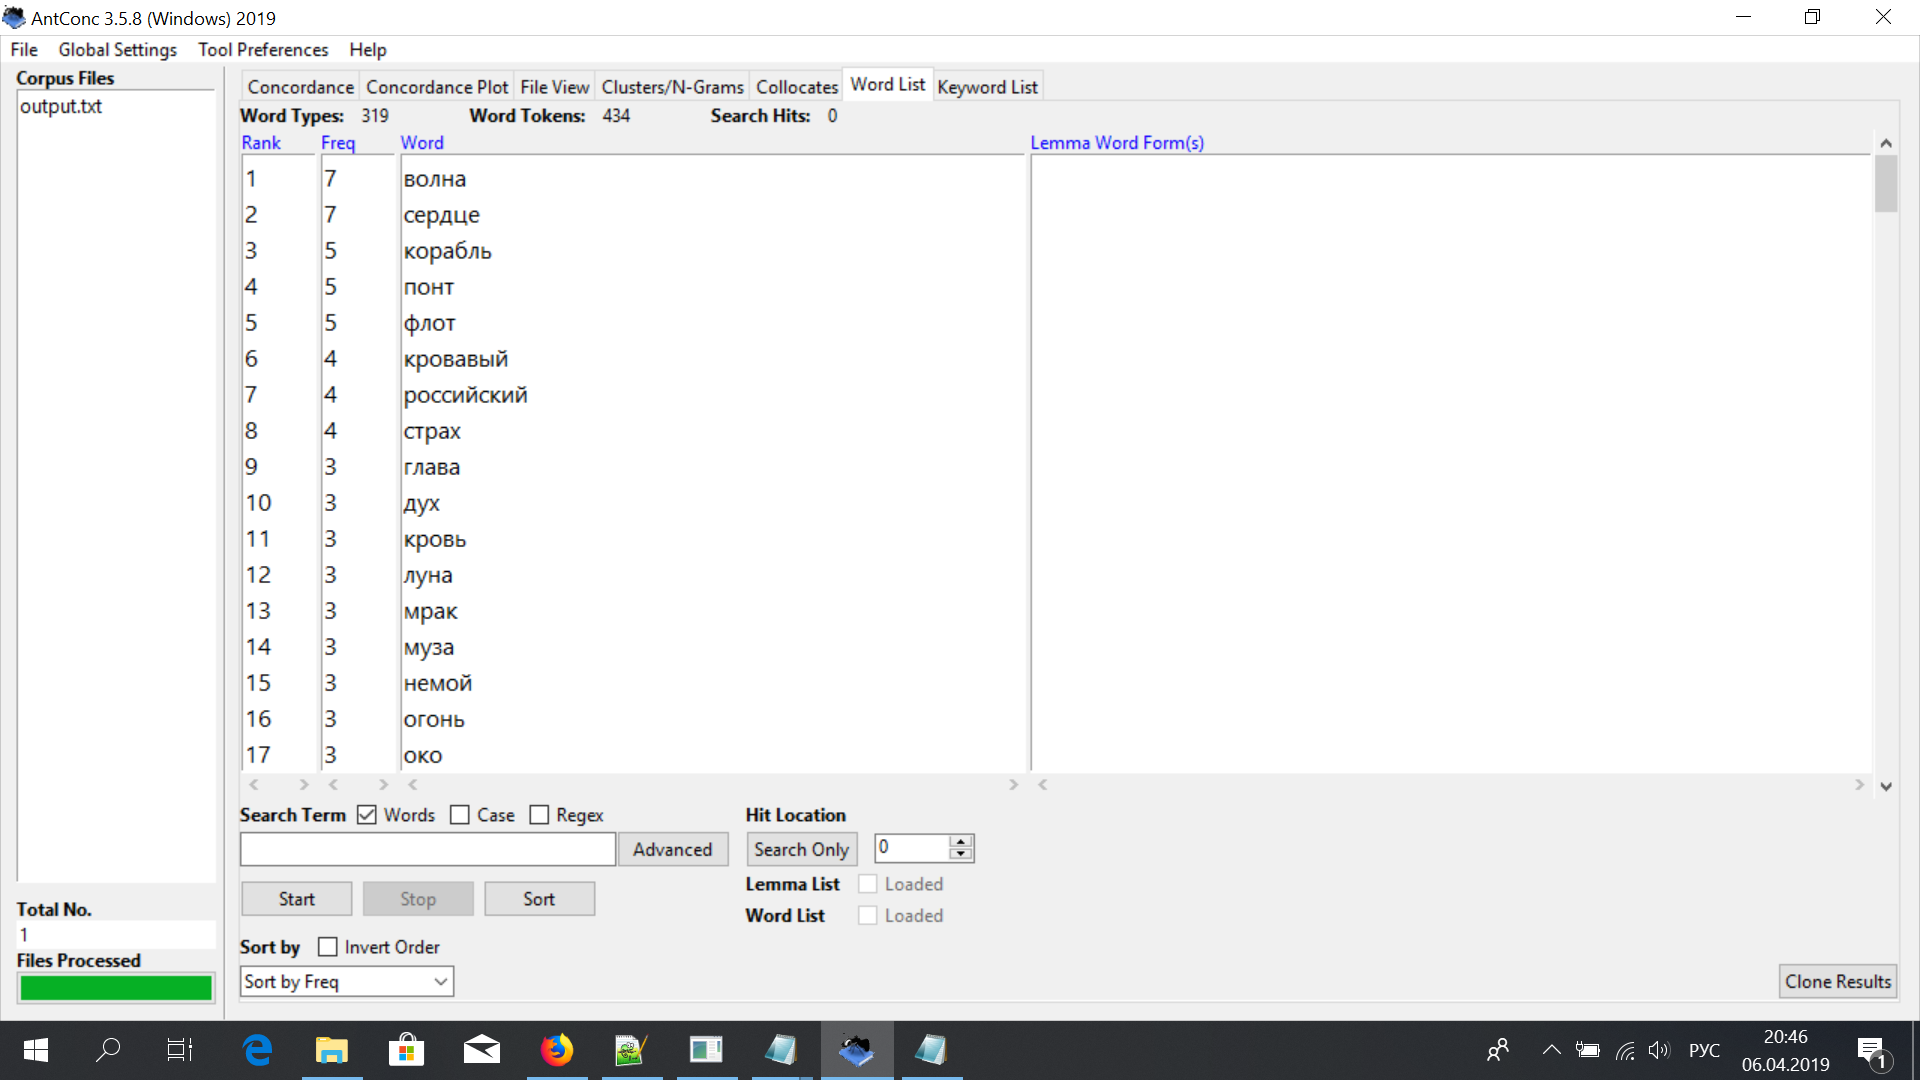 AntConc 3.5.8 (Windows) 2019
File Global Settings Tool Preferences Help
Corpus Files
output.txt
Concordance Concordance Plot File View Clusters/N-Grams Collocates Word List Keyword List
Word Types: 319 Word Tokens: 434 Search Hits: 0
Rank Freq Word Lemma Word Form(s)
1 7 волна
2 7 сердце
3 5 корабль
4 5 понт
5 5 флот
6 4 кровавый
7 4 российский
8 4 страх
9 3 глава
10 3 дух
11 3 кровь
12 3 луна
13 3 мрак
14 3 муза
15 3 немой
16 3 огонь
17 3 око
Search Term Words Case Regex Hit Location
Advanced Search Only 0
Lemma List Loaded
Start Stop Sort
Word List Loaded
Total No.
1
Sort by Invert Order
Files Processed
Sort by Freq
Clone Results
РУС 20:46
06.04.2019
1